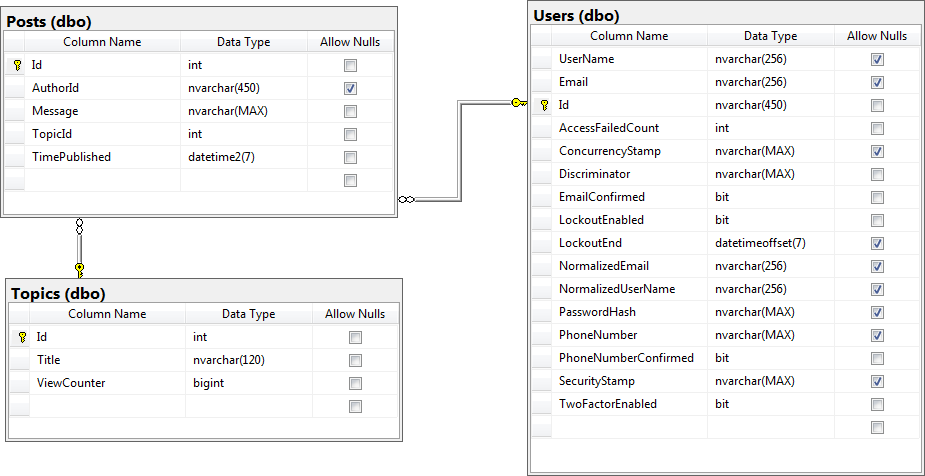 Posts (dbo)
Column Name Data Type Allow Nulls
Id int
AuthorId nvarchar(450)
Message nvarchar(MAX)
TopicId int
TimePublished datetime2(7)
Topics (dbo)
Column Name Data Type Allow Nulls
Id int
Title nvarchar(120)
ViewCounter bigint
Users (dbo)
Column Name Data Type Allow Nulls
UserName nvarchar(256)
Email nvarchar(256)
Id nvarchar(450)
AccessFailedCount int
ConcurrencyStamp nvarchar(MAX)
Discriminator nvarchar(MAX)
EmailConfirmed bit
LockoutEnabled bit
LockoutEnd datetimeoffset(7)
NormalizedEmail nvarchar(256)
NormalizedUserName nvarchar(256)
PasswordHash nvarchar(MAX)
PhoneNumber nvarchar(MAX)
PhoneNumberConfirmed bit
SecurityStamp nvarchar(MAX)
TwoFactorEnabled bit